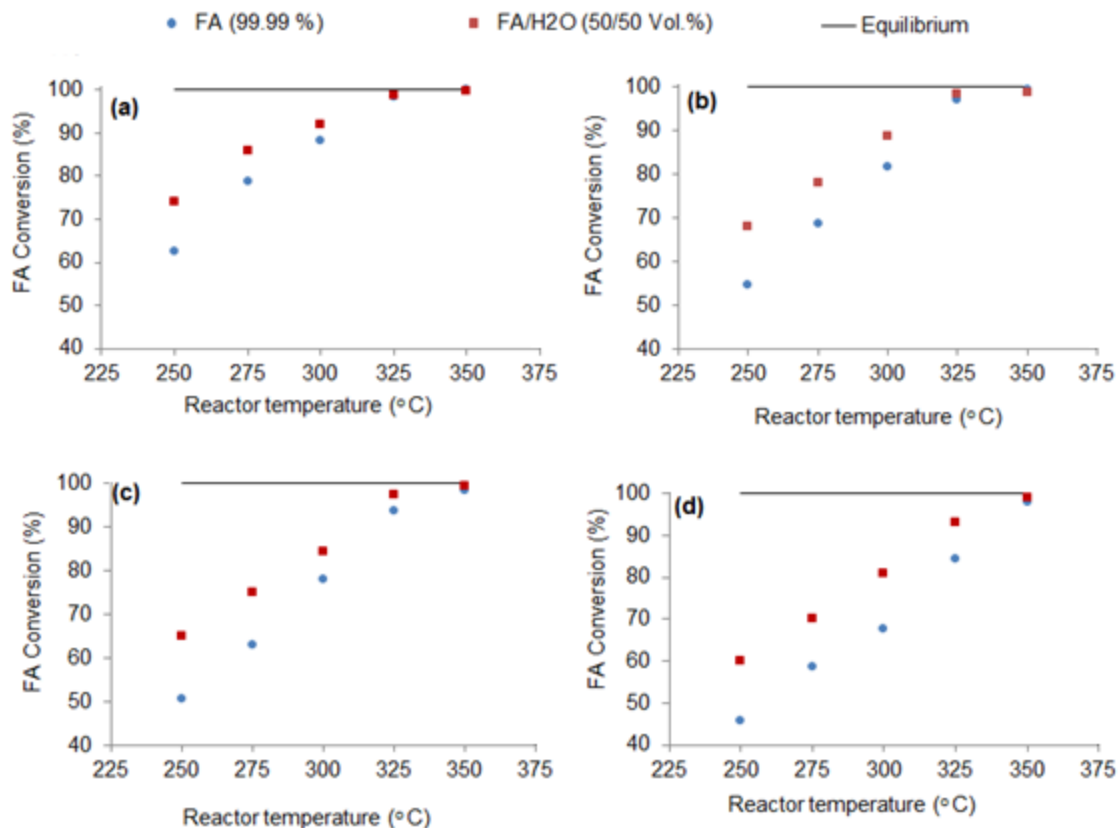 FA (99.99 %) FA/H2O (50/50 Vol.%) Equilibrium
(a)
100
90
80
70
60
50
40
FA Conversion (%)
225 250 275 300 325 350 375
Reactor temperature (°C)
(b)
100
90
80
70
60
50
40
FA Conversion (%)
225 250 275 300 325 350 375
Reactor temperature (°C)
(c)
100
90
80
70
60
50
40
FA Conversion (%)
225 250 275 300 325 350 375
Reactor temperature (°C)
(d)
100
90
80
70
60
50
40
FA Conversion (%)
225 250 275 300 325 350 375
Reactor temperature (°C)